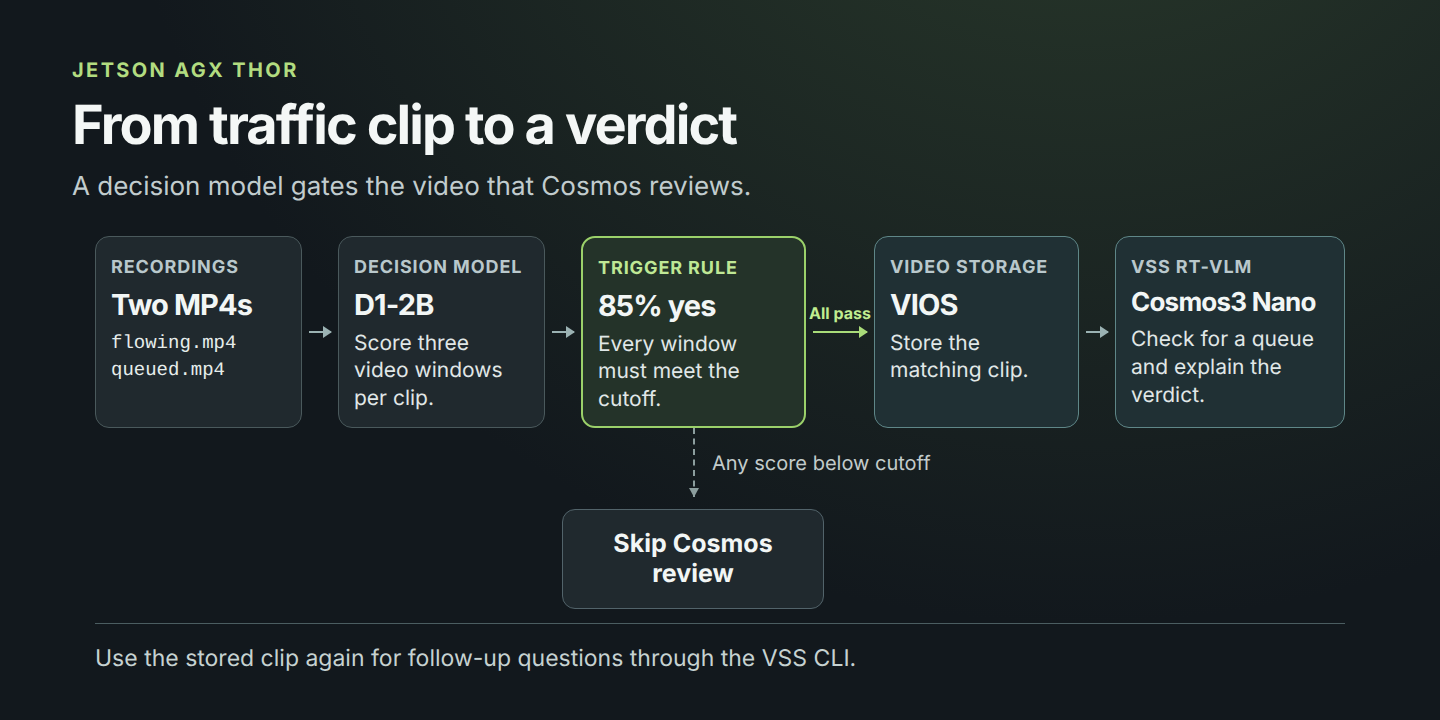 JETSON AGX THOR
From traffic clip to a verdict
A decision model gates the video that Cosmos reviews.
RECORDINGS
Two MP4s
flowing.mp4
queued.mp4
DECISION MODEL
D1-2B
Score three
video windows
per clip.
TRIGGER RULE
85% yes
Every window
must meet the
cutoff.
All pass
VIDEO STORAGE
VIOS
Store the
matching clip.
VSS RT-VLM
Cosmos3 Nano
Check for a queue
and explain the
verdict.
Any score below cutoff
Skip Cosmos
review
Use the stored clip again for follow-up questions through the VSS CLI.